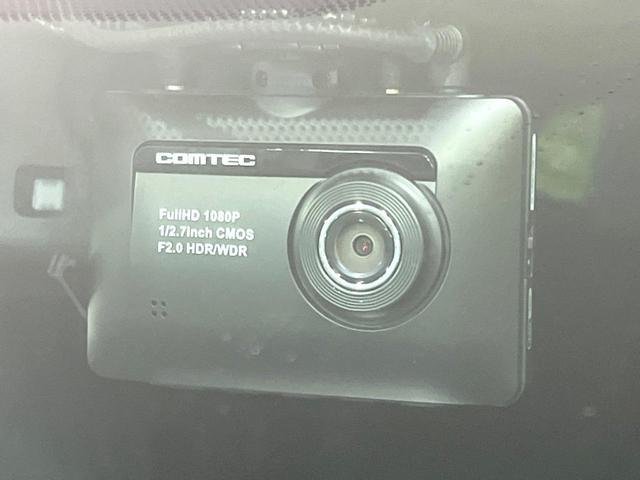 COMTEC
FullHD 1080P
1/2.7inch CMOS
F2.0 HDR/WDR